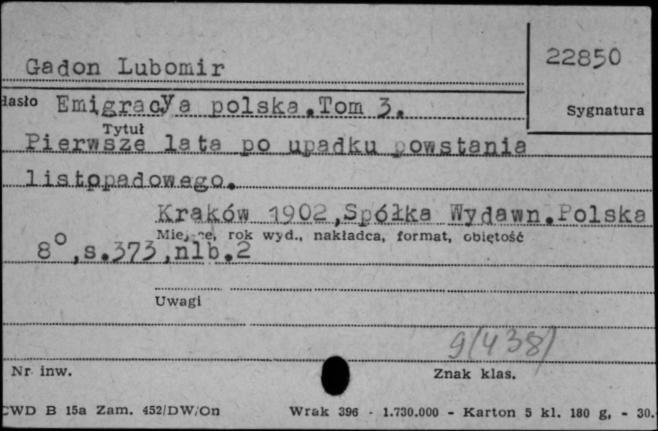 Gadon Lubomir
22850
Hasło Emigracya polska.Tom 3.
Sygnatura
Tytuł
Pierwsze lata po upadku powstania
listopadowego.
Kraków 1902,Spółka Wydawn.Polska
Miejsce, rok wyd., nakładca, format, objętość
8°,s.373,nlb.2
Uwagi
9(438)
Nr inw.
Znak klas.
CWD B 15a Zam. 452/DW/On Wrak 396 - 1.730.000 - Karton 5 kl. 180 g, - 30.